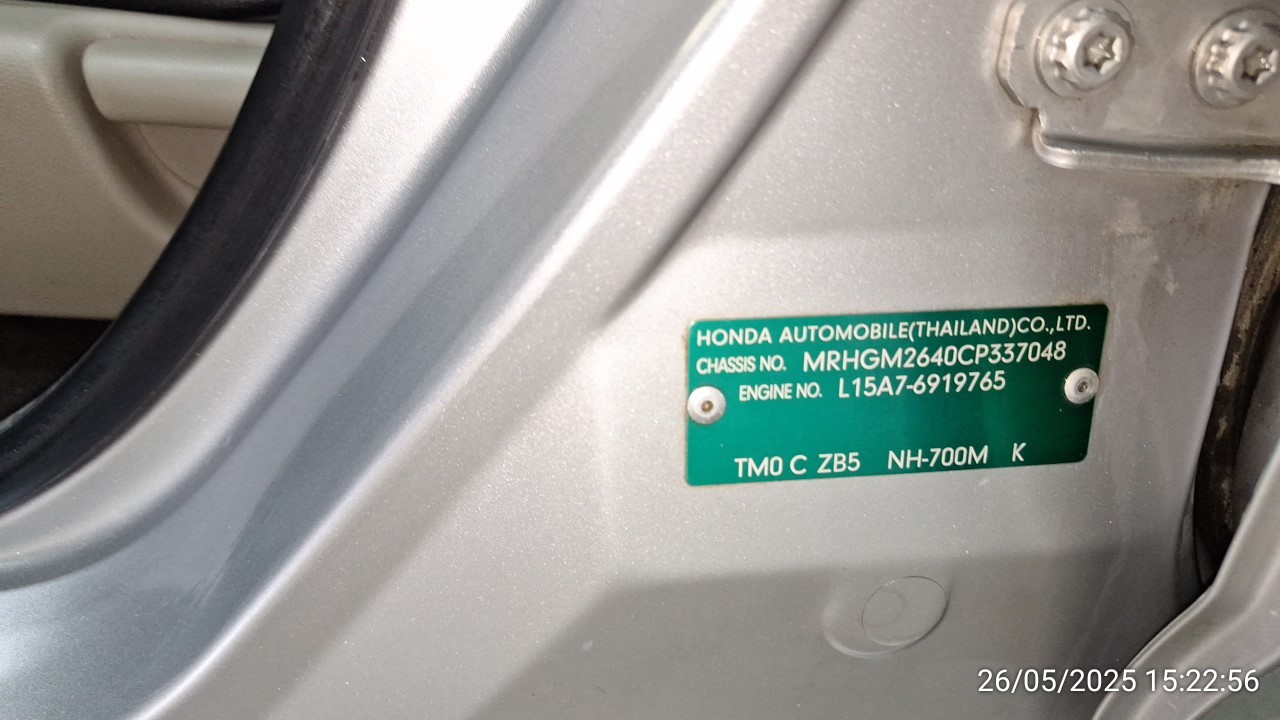 HONDA AUTOMOBILE(THAILAND)CO.,LTD.
CHASSIS NO. MRHGM2640CP337048
ENGINE NO. L15A7-6919765
TM0 C ZB5 NH-700M K
26/05/2025 15:22:56